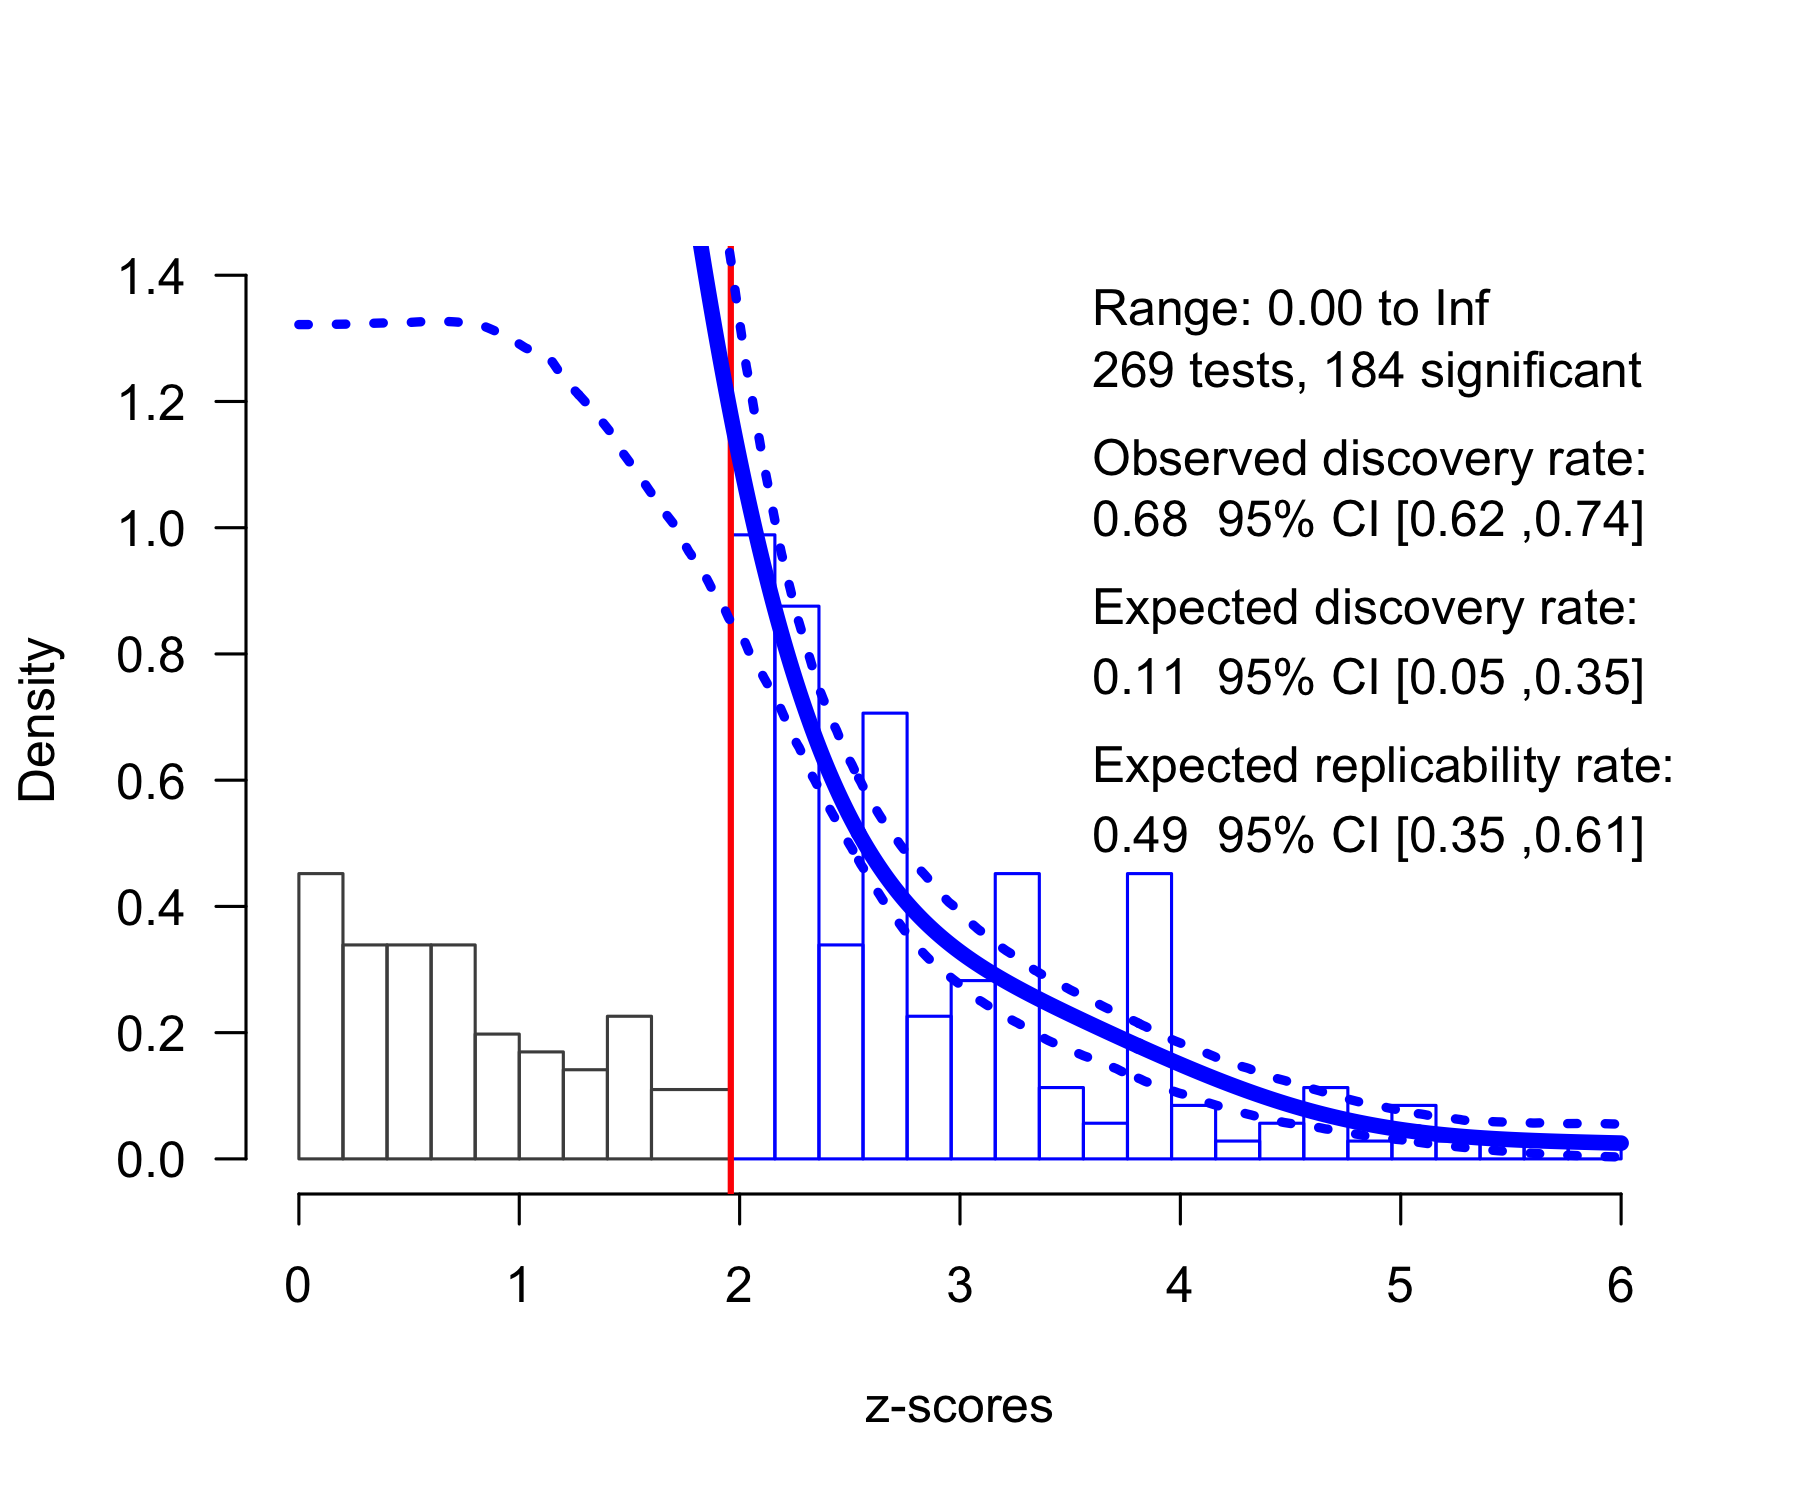 1.4
1.2
1.0
0.8
0.6
0.4
0.2
0.0
Density
Range: 0.00 to Inf
269 tests, 184 significant
Observed discovery rate:
0.68  95% CI [0.62 ,0.74]
Expected discovery rate:
0.11  95% CI [0.05 ,0.35]
Expected replicability rate:
0.49  95% CI [0.35 ,0.61]
0 1 2 3 4 5 6
z-scores